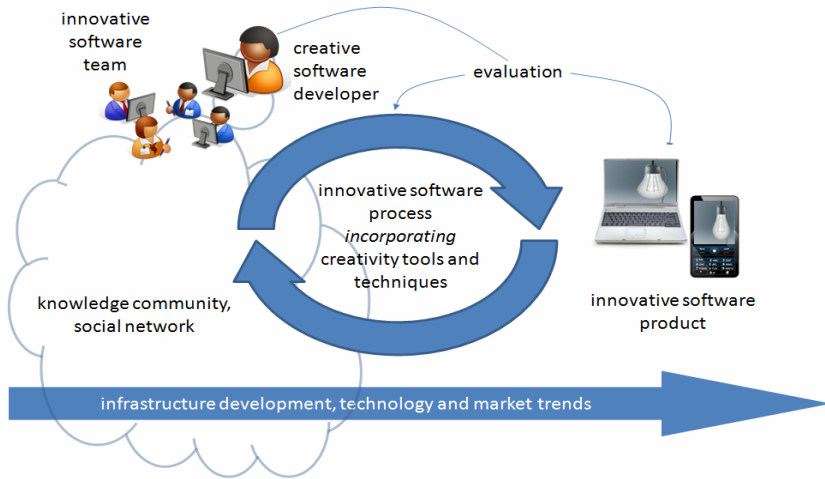 innovative
software
team
creative
software
developer
evaluation
innovative software
process
incorporating
creativity tools and
techniques
knowledge community,
social network
innovative software
product
infrastructure development, technology and market trends